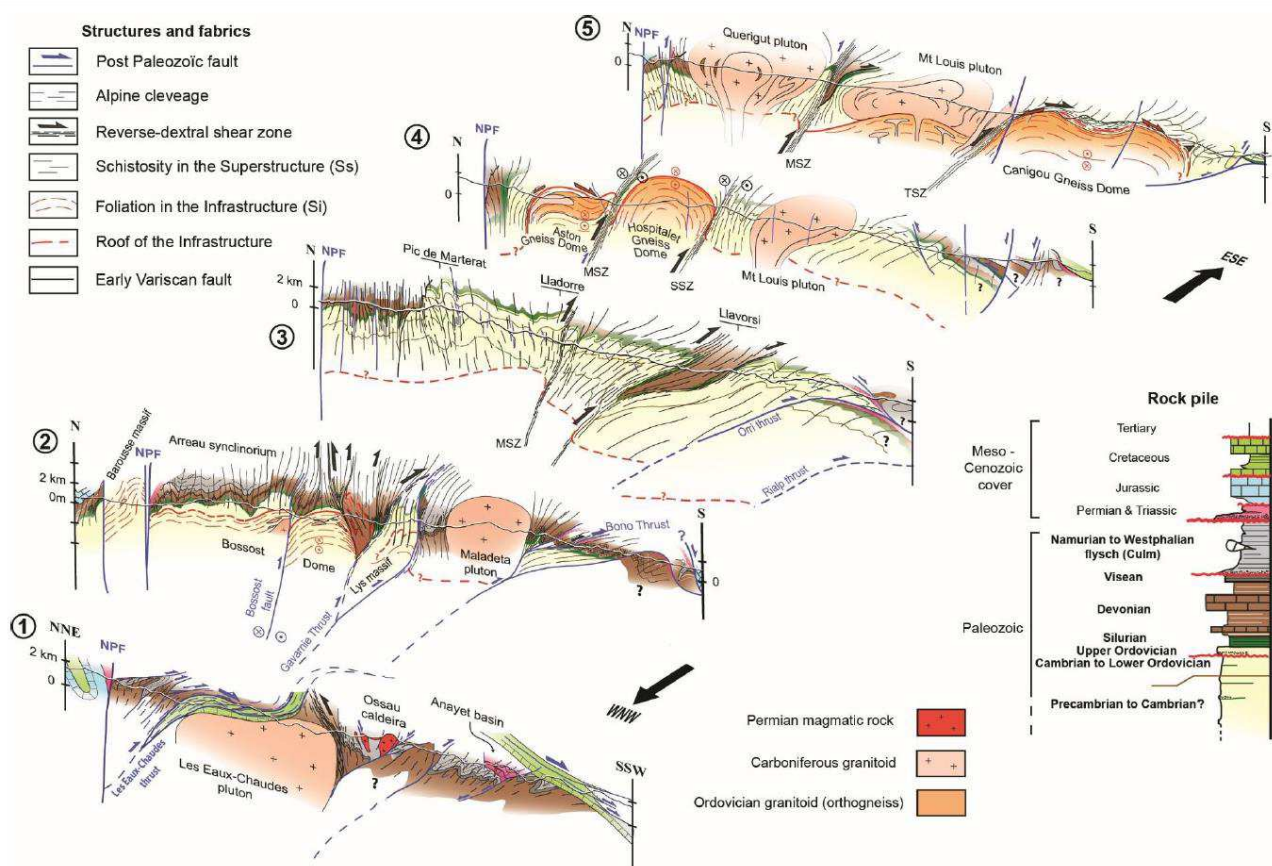 Structures and fabrics
Post Paleozoïc fault
Alpine cleveage
Reverse-dextral shear zone
Schistosity in the Superstructure (Ss)
Foliation in the Infrastructure (Si)
Roof of the Infrastructure
Early Variscan fault
5
N
NPF
0
Querigut pluton
Mt Louis pluton
S
MSZ
TSZ
Canigou Gneiss Dome
?
4
N
NPF
0
Aston
Gneiss Dome
Hospitalet
Gneiss
Dome
MSZ
SSZ
Mt Louis pluton
?
?
?
?
?
S
ESE
3
N
NPF
2 km
0
Pic de Marterat
Lladorre
Llavorsi
S
?
MSZ
Orri thrust
Rialp thrust
?
?
?
2
N
2 km
0m
Barousse massif
NPF
Arreau synclinorium
Bossost
Dome
Bossost
fault
Lys massif
Gavarnie Thrust
?
Maladeta
pluton
Bono Thrust
?
?
S
0
1
NNE
2 km
0
NPF
Les Eaux-Chaudes
thrust
Les Eaux-Chaudes
pluton
Ossau
caldeira
?
Anayet basin
SSW
WNW
Permian magmatic rock
Carboniferous granitoid
Ordovician granitoid (orthogneiss)
Rock pile
Meso -
Cenozoic
cover
Tertiary
Cretaceous
Jurassic
Permian & Triassic
Paleozoic
Namurian to Westphalian
flysch (Culm)
Visean
Devonian
Silurian
Upper Ordovician
Cambrian to Lower Ordovician
Precambrian to Cambrian?